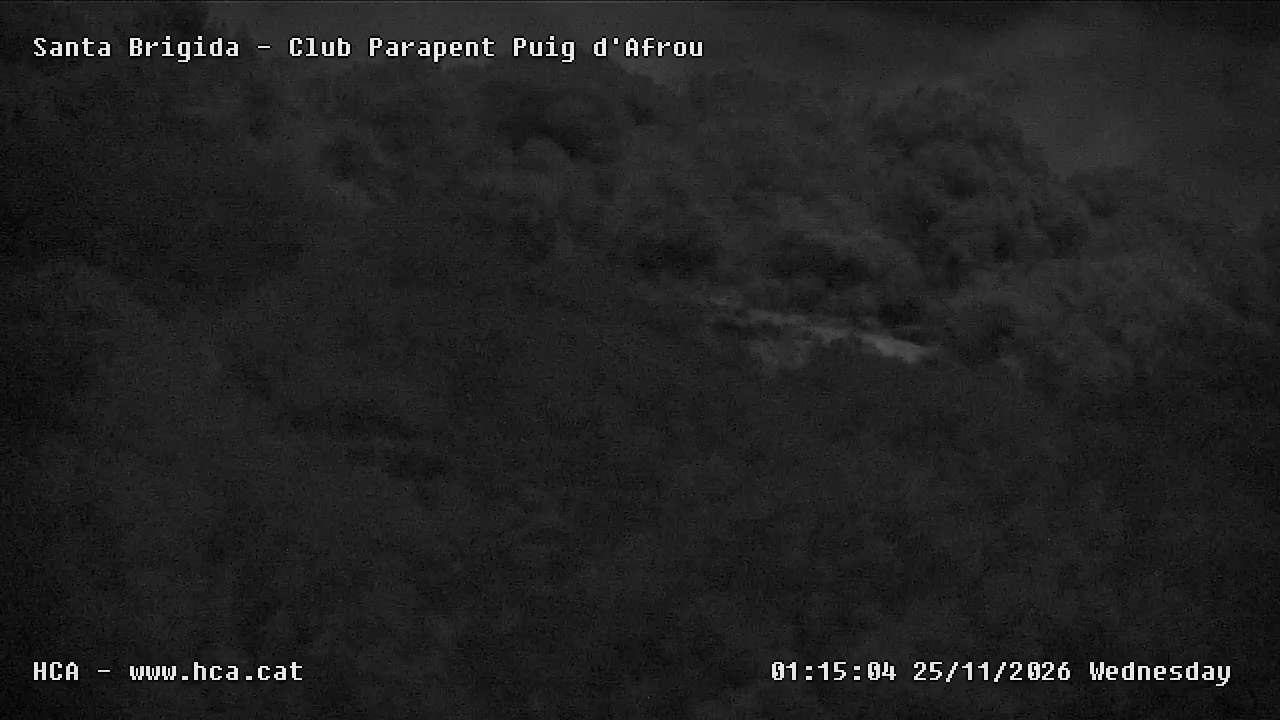 Santa Brigida - Club Parapent Puig d'Afrou
HCA - www.hca.cat
01:15:04 25/11/2026 Wednesday